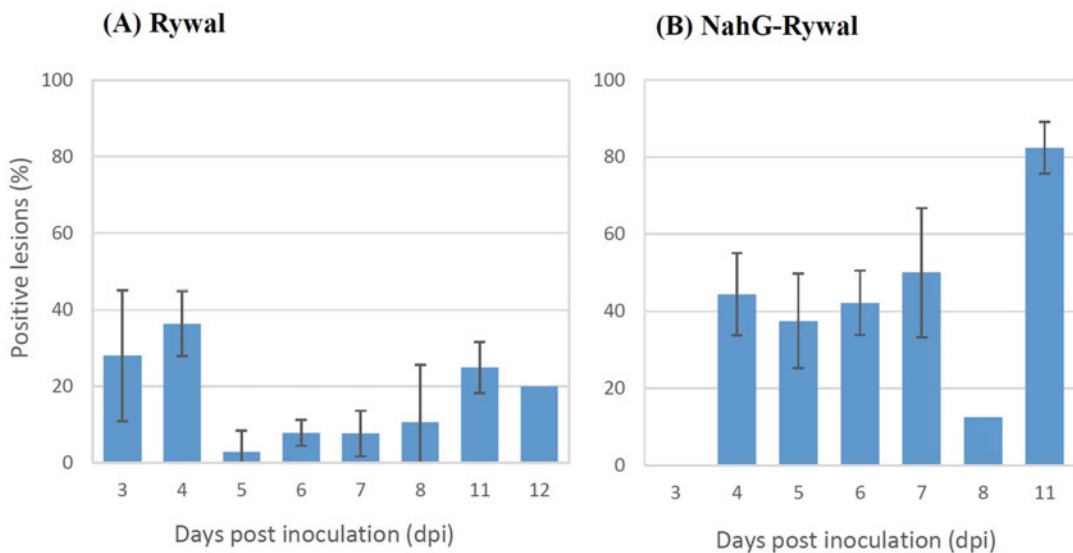 (A) Rywal
100
80
60
40
20
0
Positive lesions (%)
3 4 5 6 7 8 11 12
Days post inoculation (dpi)
(B) NahG-Rywal
100
80
60
40
20
0
3 4 5 6 7 8 11
Days post inoculation (dpi)